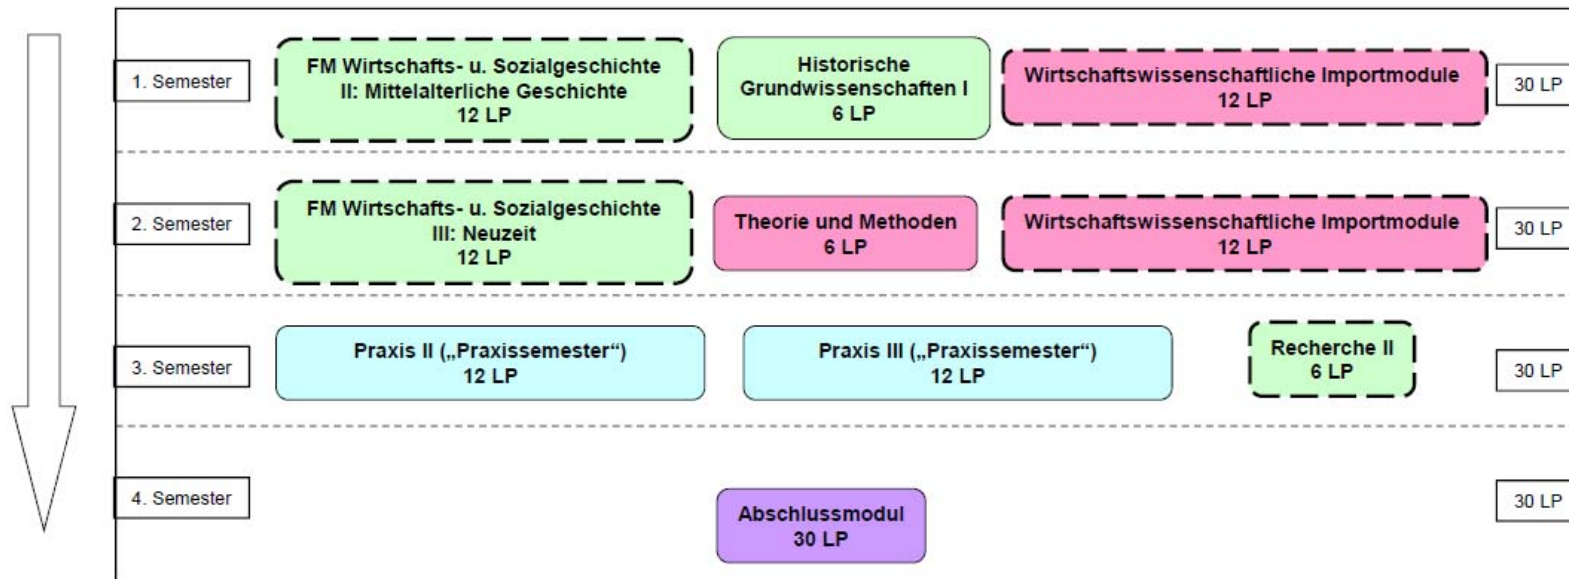 1. Semester
FM Wirtschafts- u. Sozialgeschichte
II: Mittelalterliche Geschichte
12 LP
Historische
Grundwissenschaften I
6 LP
Wirtschaftswissenschaftliche Importmodule
12 LP
30 LP
2. Semester
FM Wirtschafts- u. Sozialgeschichte
III: Neuzeit
12 LP
Theorie und Methoden
6 LP
Wirtschaftswissenschaftliche Importmodule
12 LP
30 LP
3. Semester
Praxis II („Praxissemester“)
12 LP
Praxis III („Praxissemester“)
12 LP
Recherche II
6 LP
30 LP
4. Semester
Abschlussmodul
30 LP
30 LP